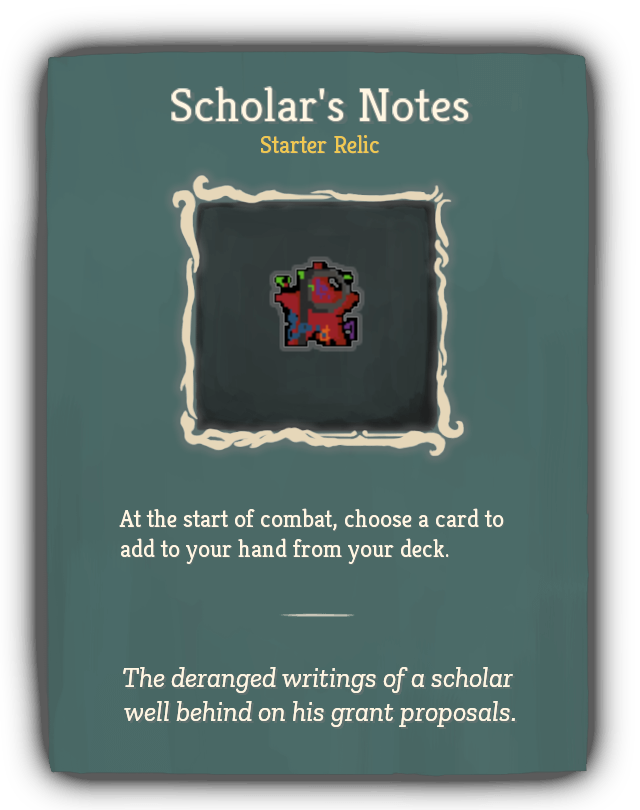 Scholar's Notes
Starter Relic
At the start of combat, choose a card to
add to your hand from your deck.
The deranged writings of a scholar
well behind on his grant proposals.